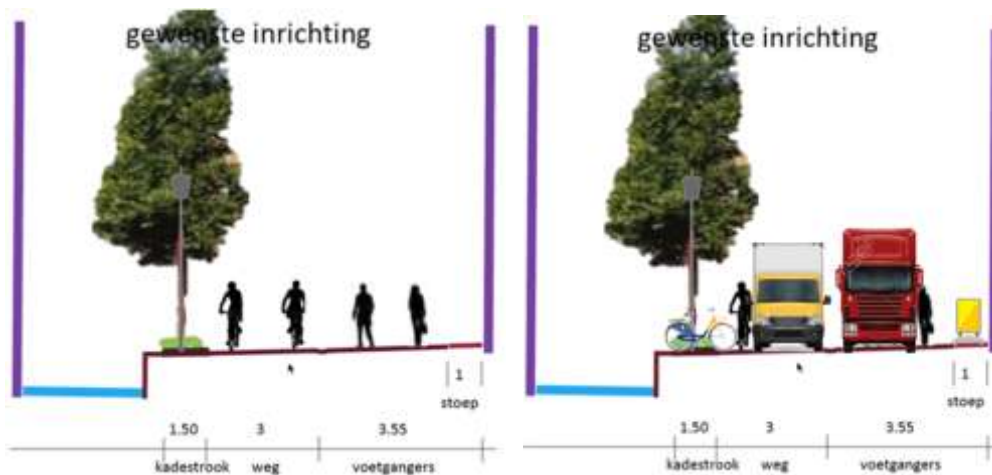 gewenste inrichting
1
stoep
1.50 3 3.55
kadestrook weg voetgangers
gewenste inrichting
1
stoep
1.50 3 3.55
kadestrook weg voetgangers